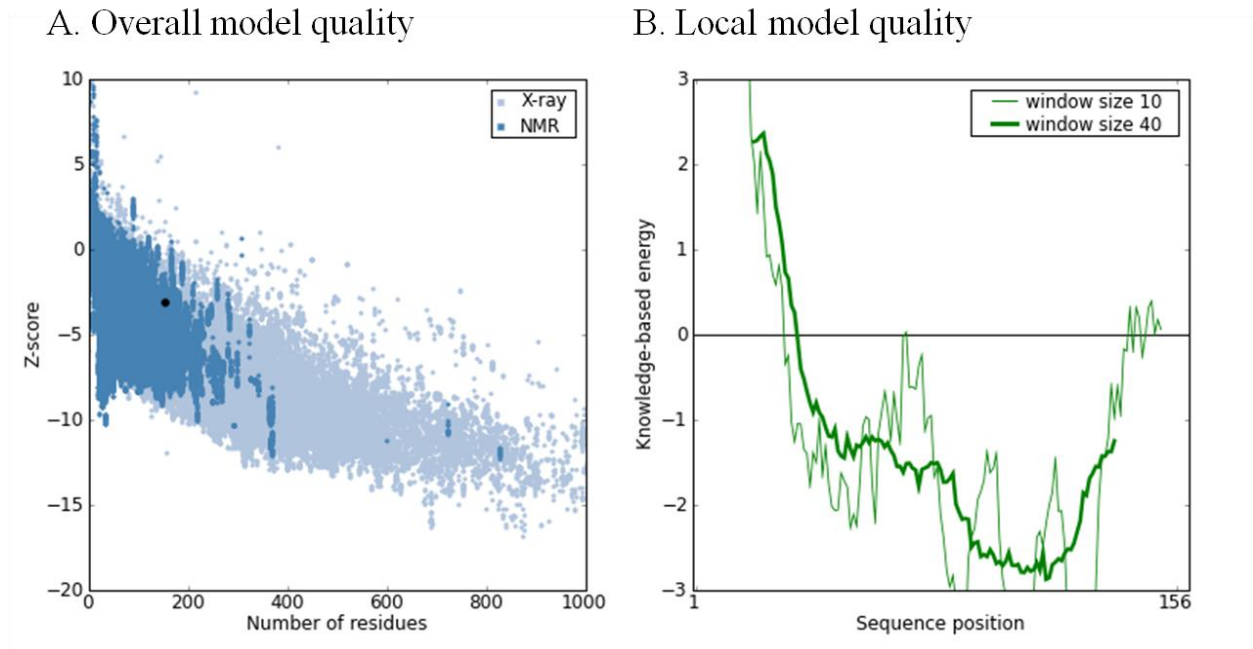 A. Overall model quality
B. Local model quality
10
5
0
−5
−10
−15
−20
Z-score
X-ray
NMR
0 200 400 600 800 1000
Number of residues
3
2
1
0
−1
−2
−3
Knowledge-based energy
window size 10
window size 40
1 156
Sequence position